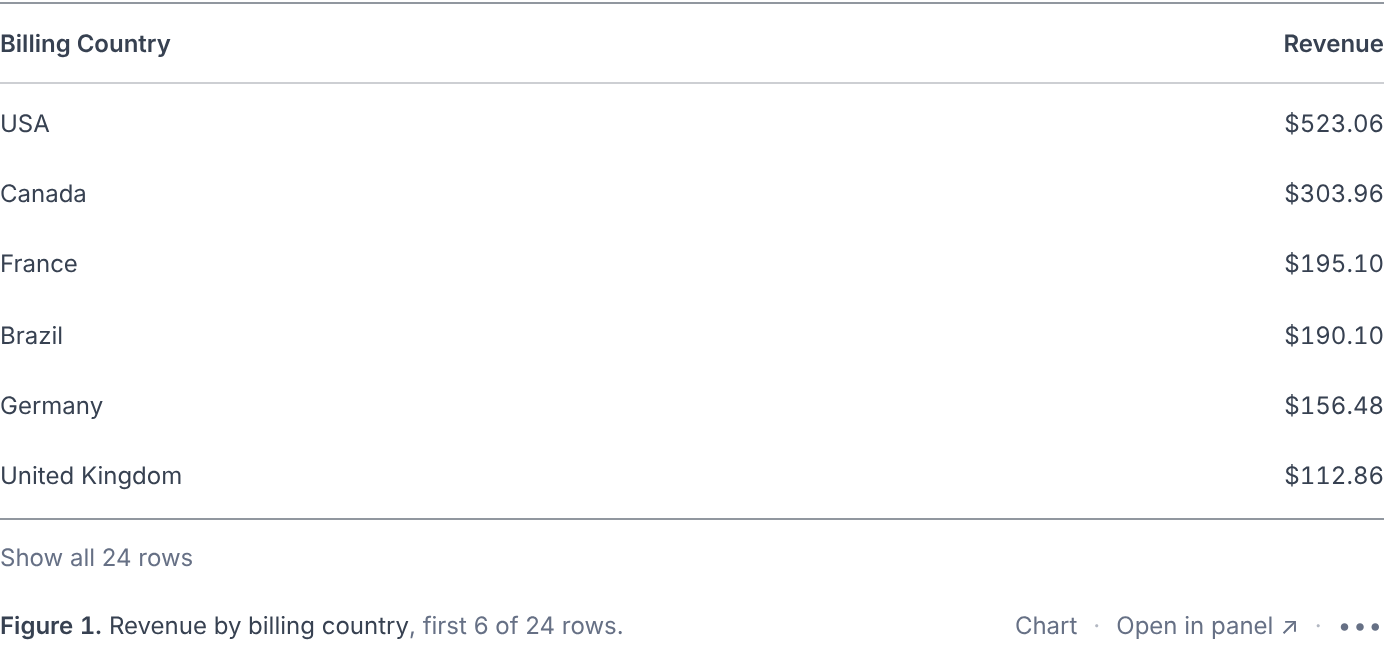 Billing Country Revenue
USA $523.06
Canada $303.96
France $195.10
Brazil $190.10
Germany $156.48
United Kingdom $112.86
Show all 24 rows
Figure 1. Revenue by billing country, first 6 of 24 rows. Chart · Open in panel ↗ · •••